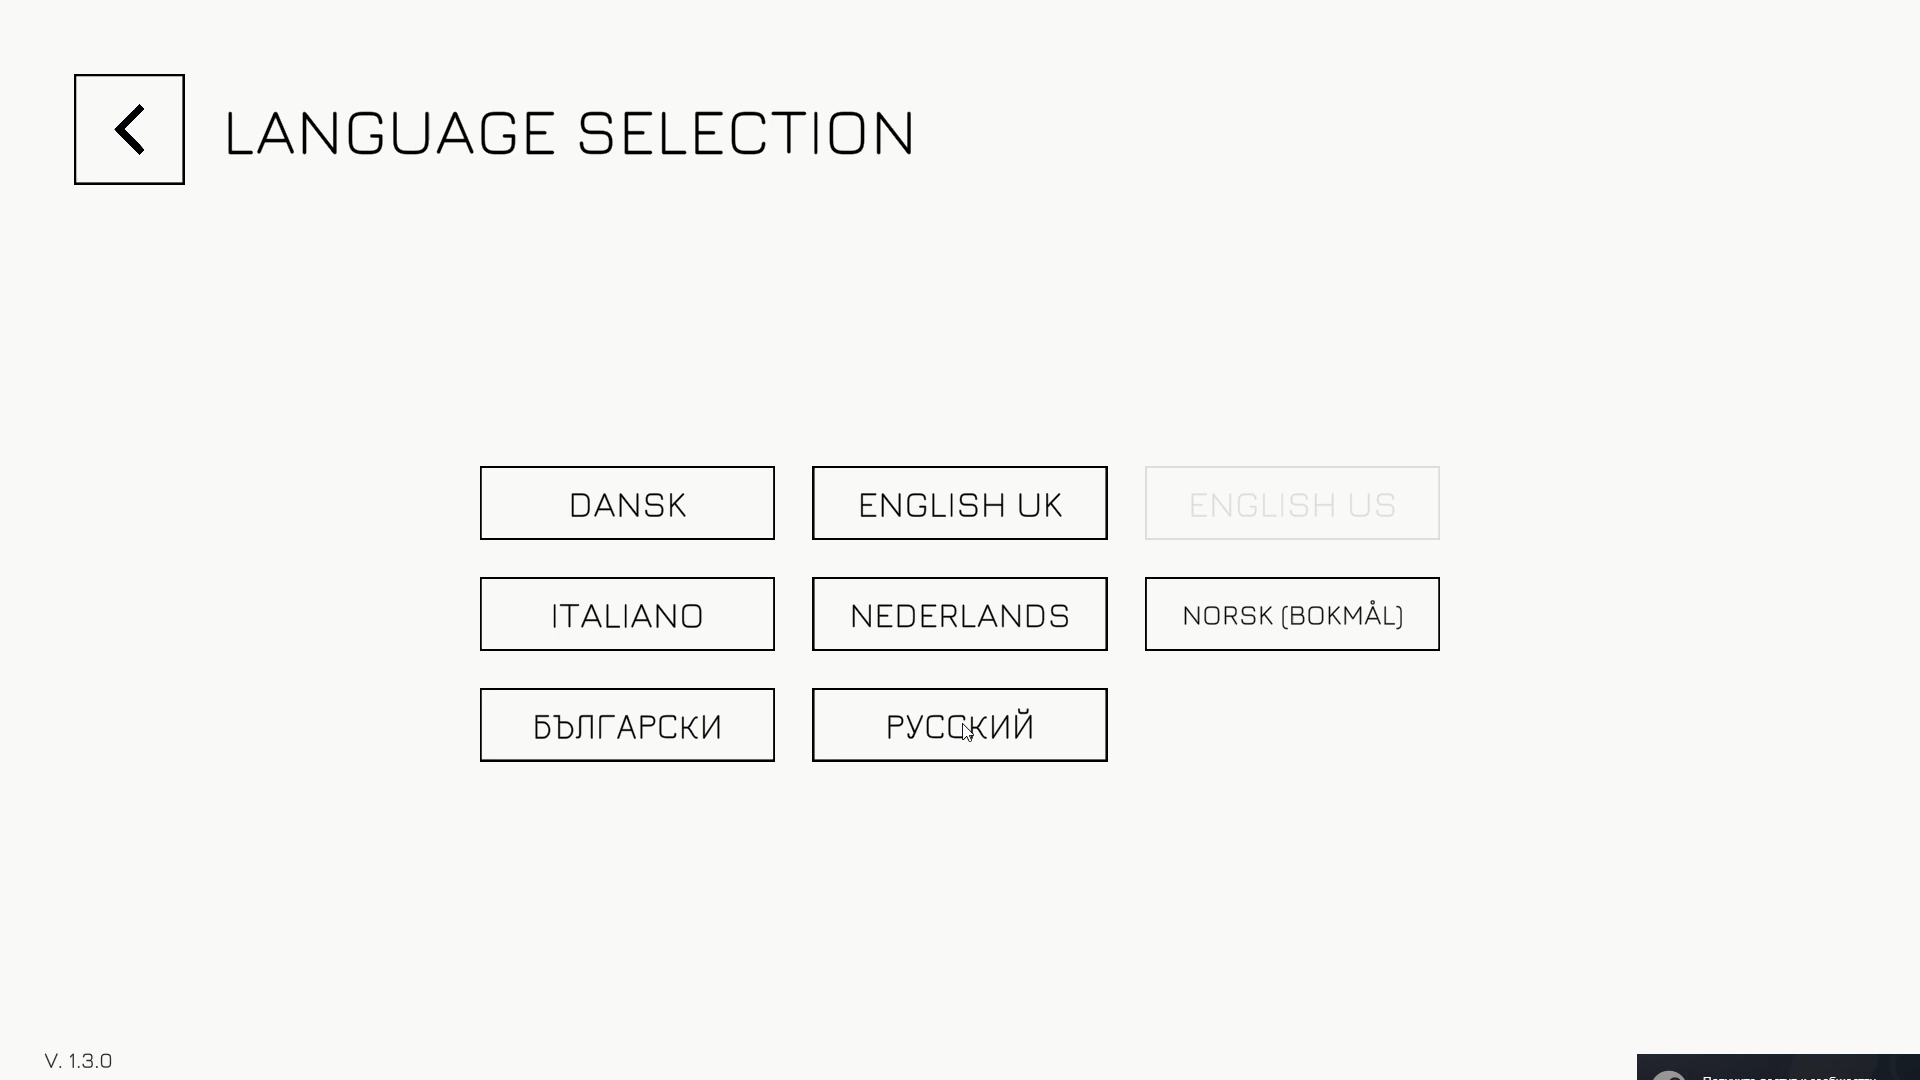 LANGUAGE SELECTION
DANSK
ENGLISH UK
ENGLISH US
ITALIANO
NEDERLANDS
NORSK (BOKMÅL)
БЪЛГАРСКИ
РУССКИЙ
V. 1.3.0